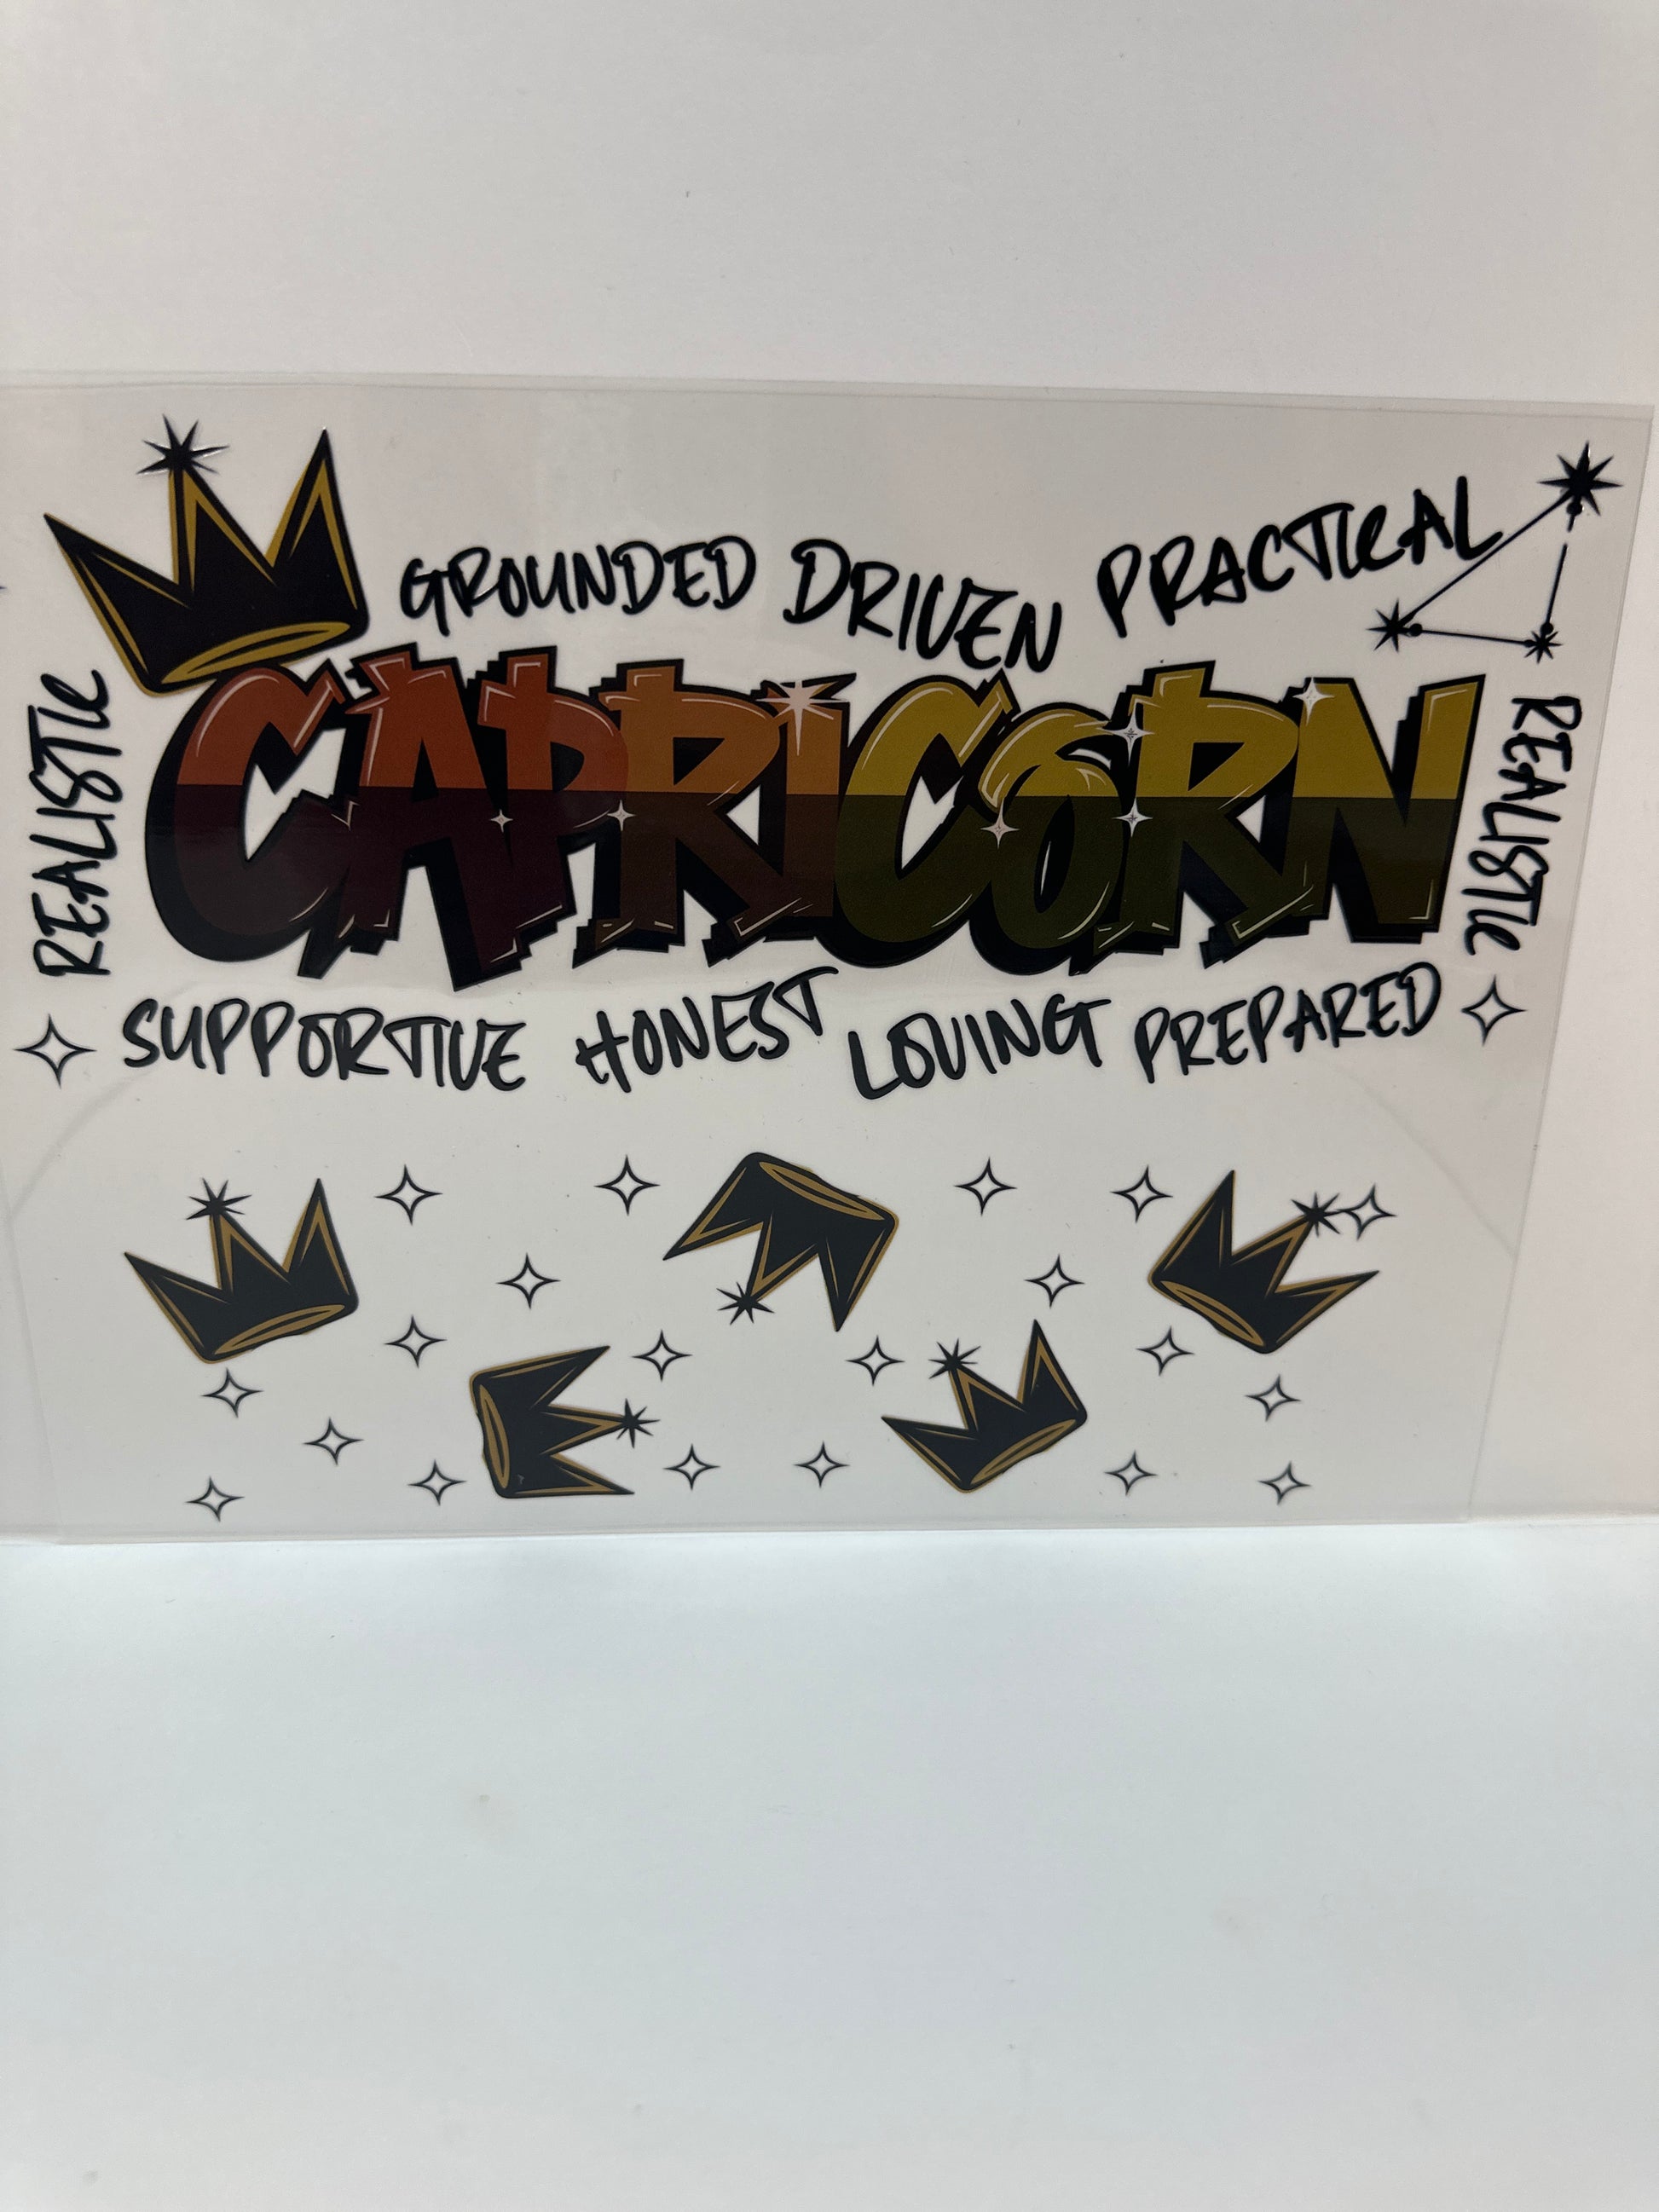 GROUNDED DRIVEN PRACTICAL
REALISTIC
CAPRICORN
REALISTIC
SUPPORTIVE HONEST LOVING PREPARED